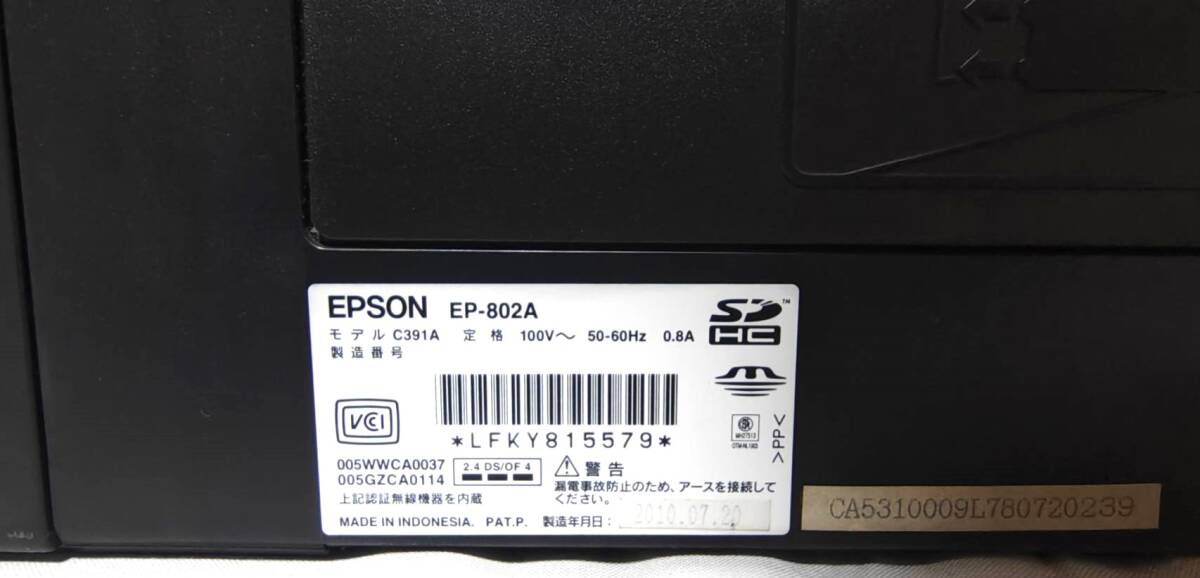 EPSON EP-802A
モデル C391A 定格 100V～ 50-60Hz 0.8A
製造番号
SD™
HC
VCCI
*LFKY815579*
005WWCA0037
005GZCA0114
2.4 DS/OF 4
上記認証無線機器を内蔵
警告
漏電事故防止のため、アースを接続して
ください。
MADE IN INDONESIA. PAT.P. 製造年月日: 2010.07.20
>PP<
CA5310009L780720239